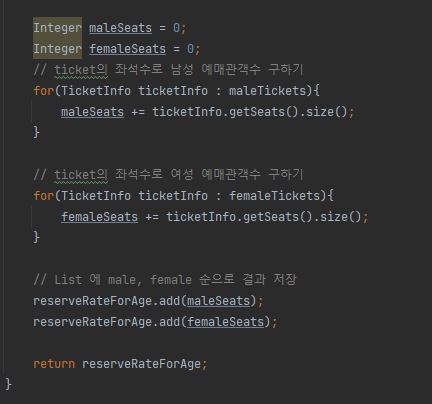 Integer maleSeats = 0;
Integer femaleSeats = 0;
// ticket의 좌석수로 남성 예매관객수 구하기
for(TicketInfo ticketInfo : maleTickets){
maleSeats += ticketInfo.getSeats().size();
}
// ticket의 좌석수로 여성 예매관객수 구하기
for(TicketInfo ticketInfo : femaleTickets){
femaleSeats += ticketInfo.getSeats().size();
}
// List 에 male, female 순으로 결과 저장
reserveRateForAge.add(maleSeats);
reserveRateForAge.add(femaleSeats);
return reserveRateForAge;
}